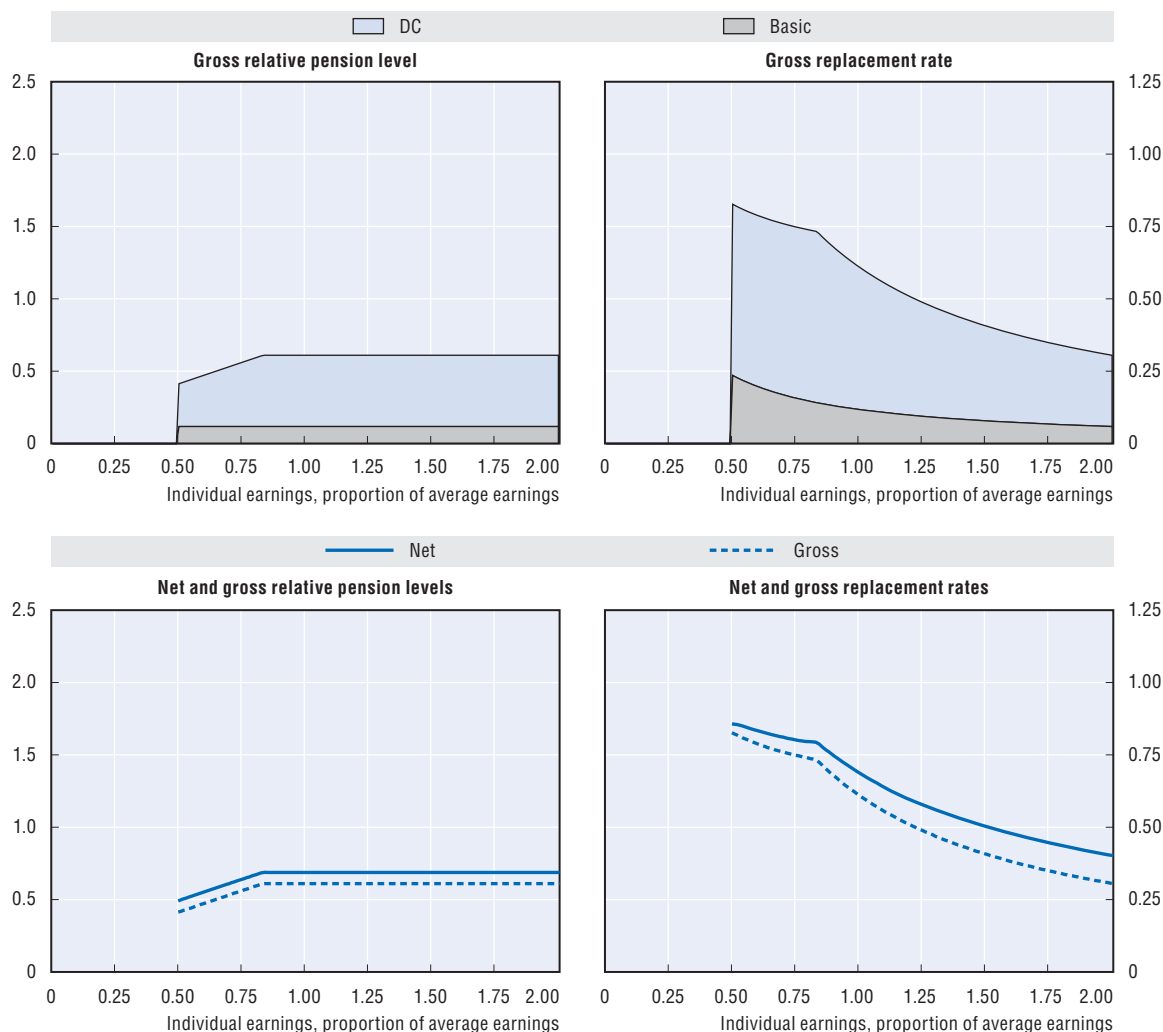 DC Basic
Gross relative pension level
2.5
2.0
1.5
1.0
0.5
0
0 0.25 0.50 0.75 1.00 1.25 1.50 1.75 2.00
Individual earnings, proportion of average earnings
Gross replacement rate
1.25
1.00
0.75
0.50
0.25
0
0 0.25 0.50 0.75 1.00 1.25 1.50 1.75 2.00
Individual earnings, proportion of average earnings
Net Gross
Net and gross relative pension levels
2.5
2.0
1.5
1.0
0.5
0
0 0.25 0.50 0.75 1.00 1.25 1.50 1.75 2.00
Individual earnings, proportion of average earnings
Net and gross replacement rates
1.25
1.00
0.75
0.50
0.25
0
0 0.25 0.50 0.75 1.00 1.25 1.50 1.75 2.00
Individual earnings, proportion of average earnings